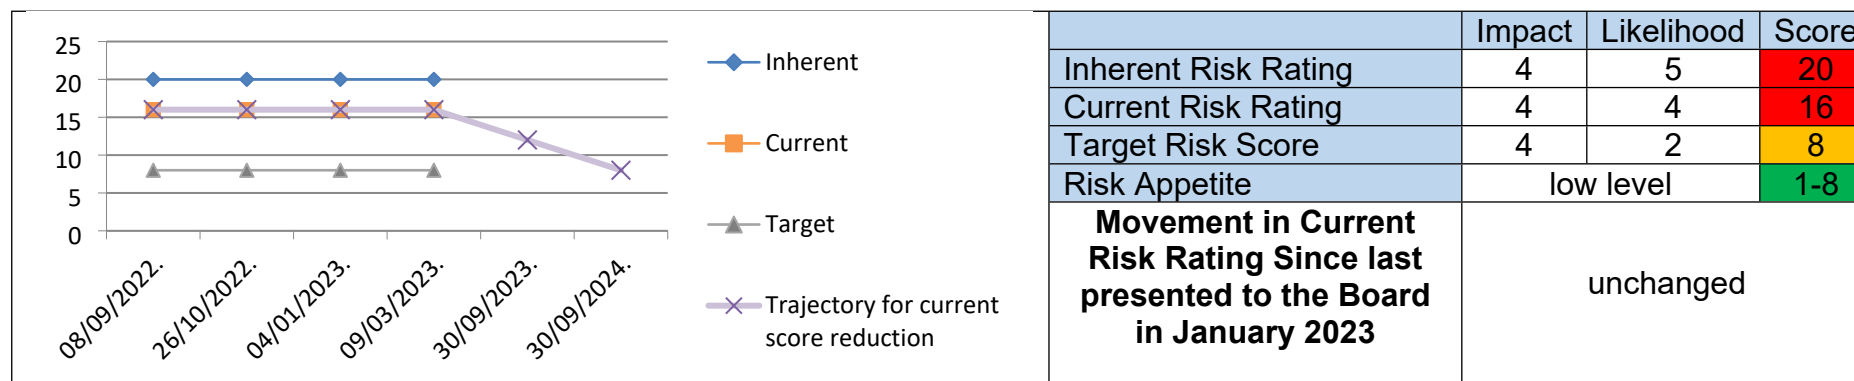 25
20
15
10
5
0
08/09/2022.
26/10/2022.
04/01/2023.
09/03/2023.
30/09/2023.
30/09/2024.
Inherent
Current
Target
Trajectory for current
score reduction
Impact Likelihood Score
Inherent Risk Rating 4 5 20
Current Risk Rating 4 4 16
Target Risk Score 4 2 8
Risk Appetite low level 1-8
Movement in Current
Risk Rating Since last
presented to the Board
in January 2023
unchanged